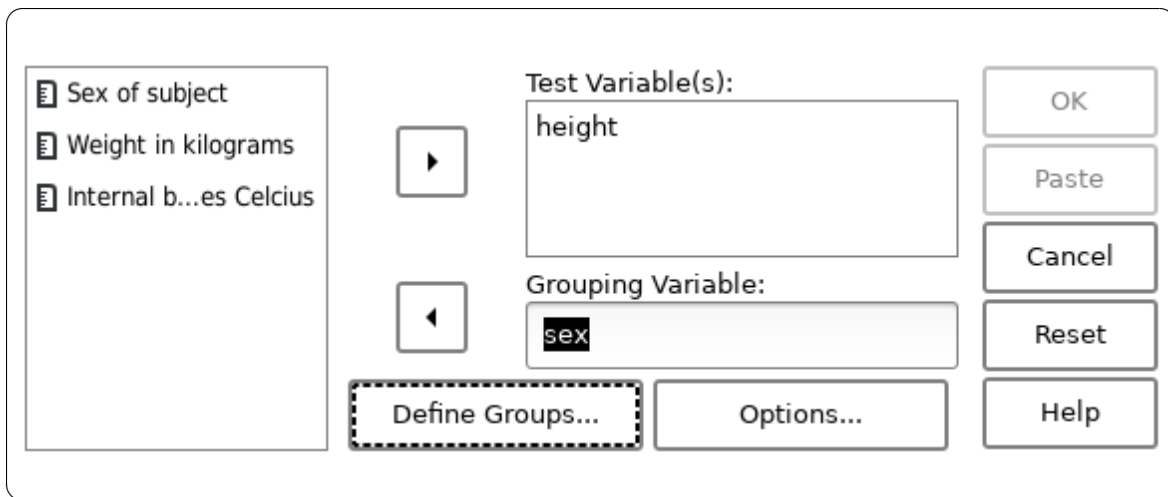 Sex of subject
Weight in kilograms
Internal b...es Celcius
Test Variable(s):
height
Grouping Variable:
sex
Define Groups...
Options...
OK
Paste
Cancel
Reset
Help